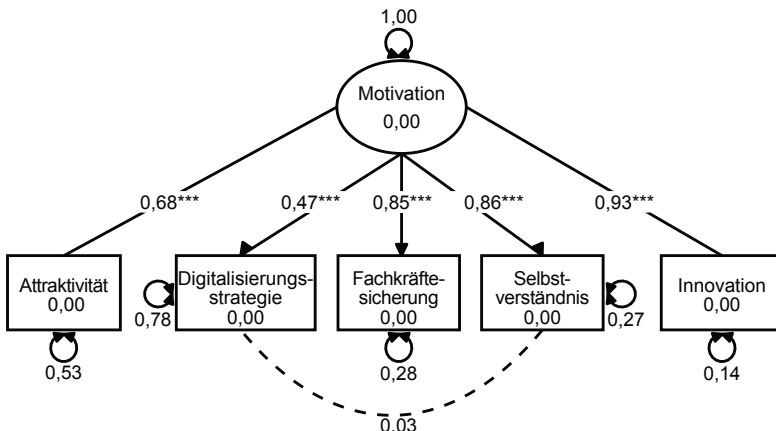 1,00
Motivation
0,00
0,68***
0,47***
0,85***
0,86***
0,93***
Attraktivität
0,00
Digitalisierungs-
strategie
0,00
Fachkräfte-
sicherung
0,00
Selbst-
verständnis
0,00
Innovation
0,00
0,53
0,78
0,28
0,27
0,14
0,03